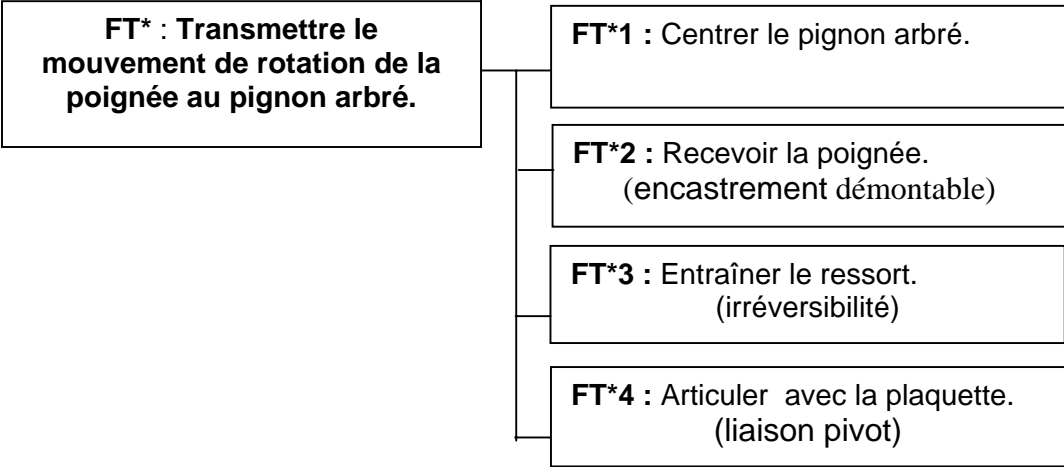 FT* : Transmettre le
mouvement de rotation de la
poignée au pignon arbré.
FT*1 : Centrer le pignon arbré.
FT*2 : Recevoir la poignée.
(encastrement démontable)
FT*3 : Entraîner le ressort.
(irréversibilité)
FT*4 : Articuler avec la plaquette.
(liaison pivot)